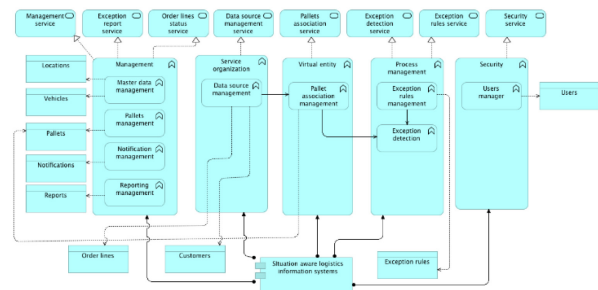 Management
service
Exception
report
service
Order lines
status
service
Data source
management
service
Pallets
association
service
Exception
detection
service
Exception
rules service
Security
service
Locations
Vehicles
Pallets
Notifications
Reports
Management
Master data
management
Pallets
management
Notification
management
Reporting
management
Service
organization
Data source
management
Virtual entity
Pallet
association
management
Process
management
Exception
rules
management
Exception
detection
Security
Users
manager
Users
Order lines
Customers
Situation aware logistics
information systems
Exception rules